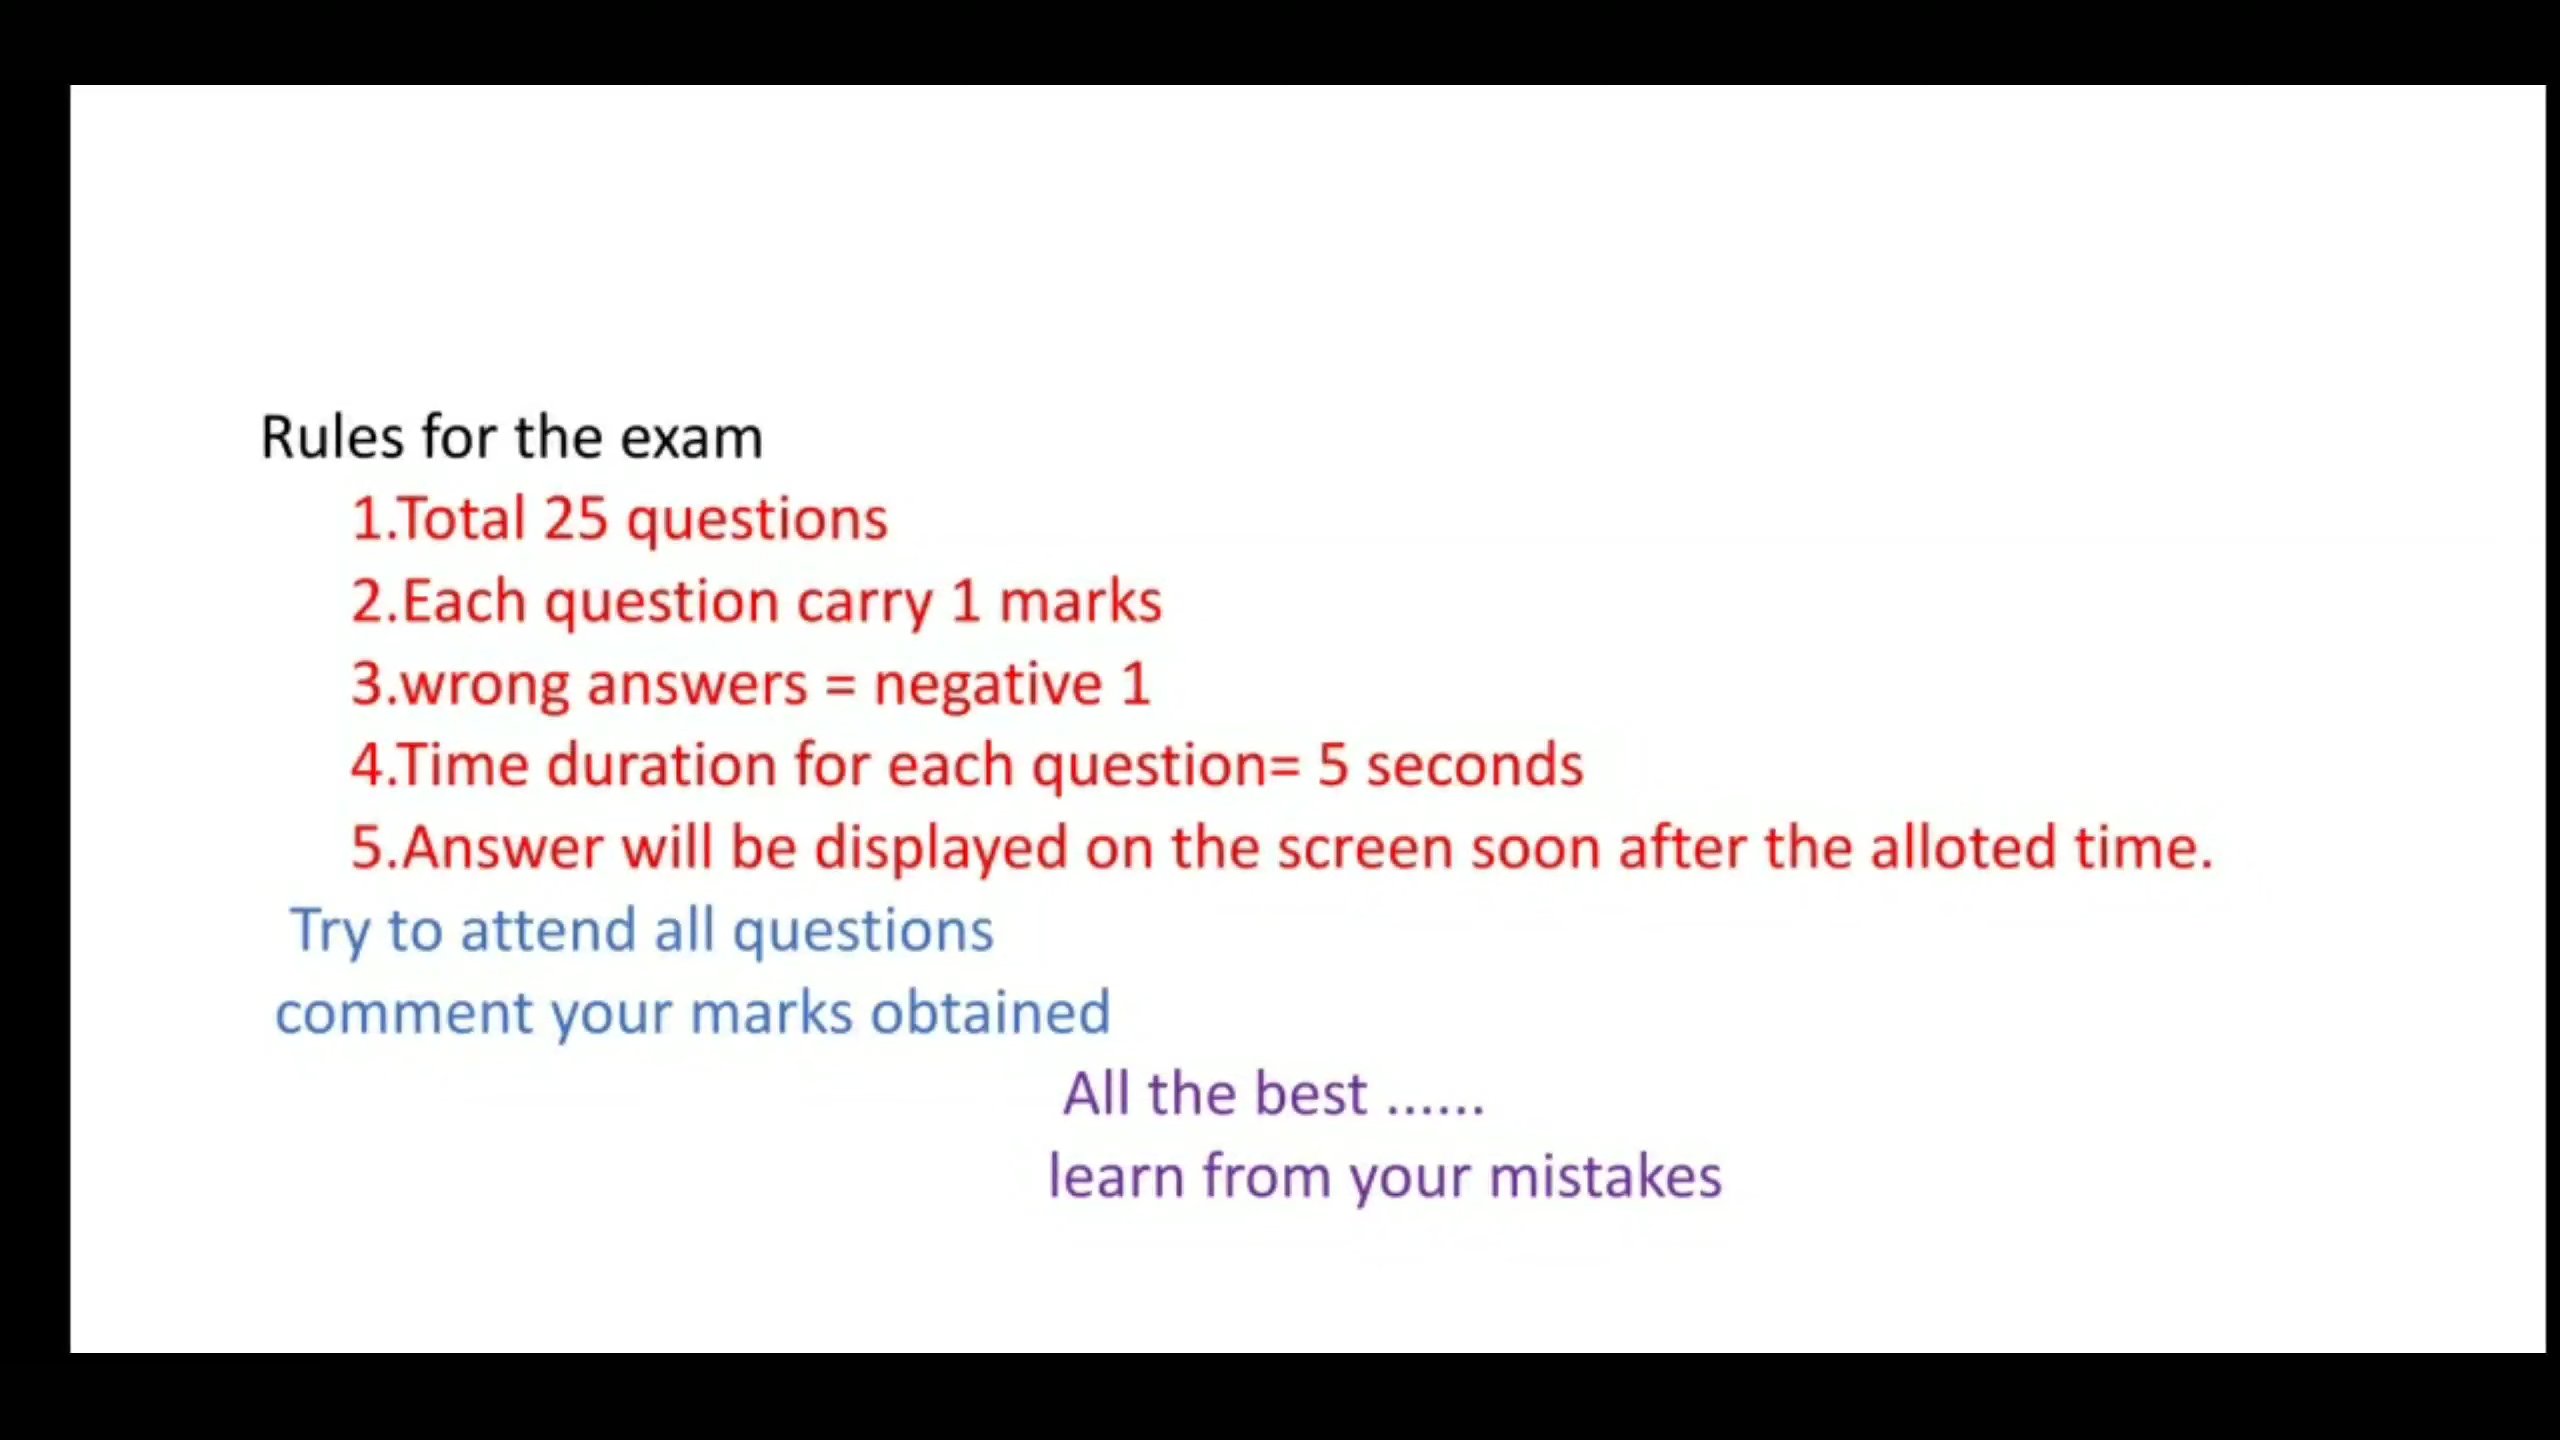 Rules for the exam
1.Total 25 questions
2.Each question carry 1 marks
3.wrong answers = negative 1
4.Time duration for each question= 5 seconds
5.Answer will be displayed on the screen soon after the alloted time.
Try to attend all questions
comment your marks obtained
All the best ......
learn from your mistakes